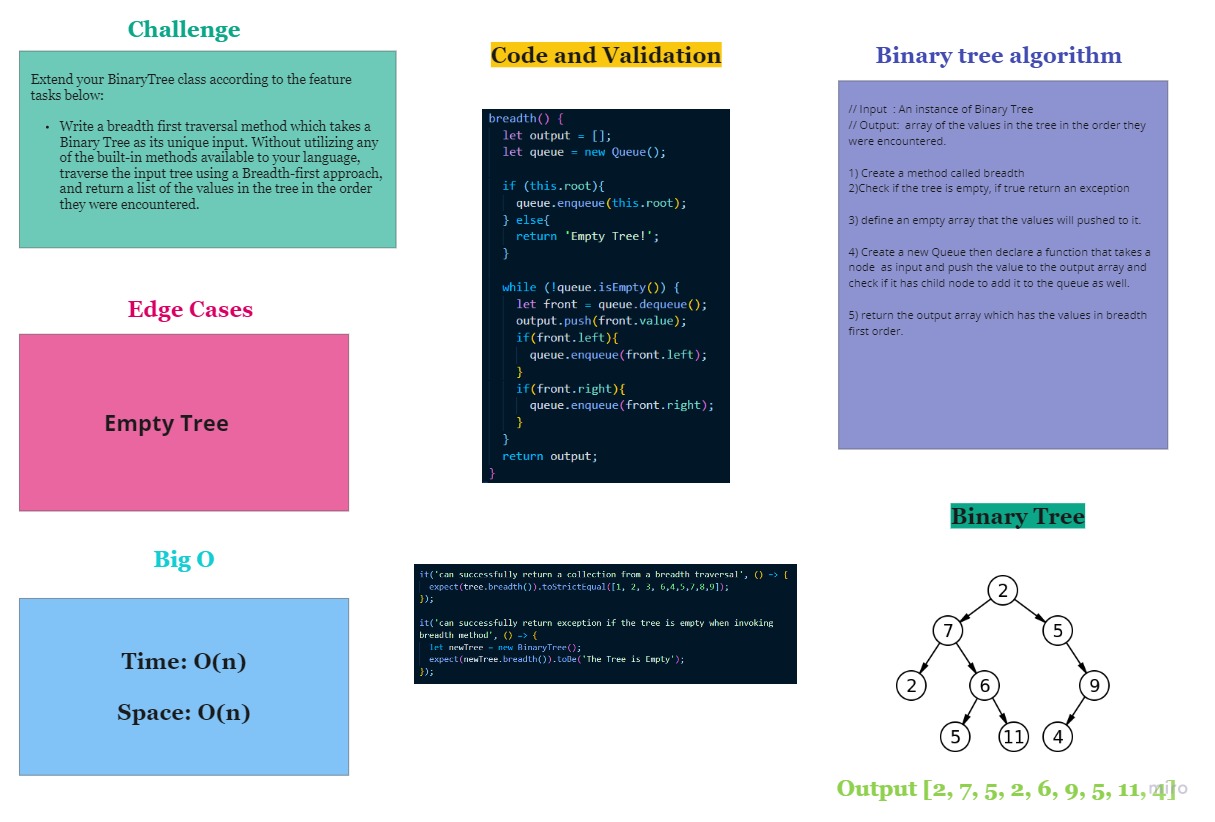 Challenge
Extend your BinaryTree class according to the feature
tasks below:
• Write a breadth first traversal method which takes a
Binary Tree as its unique input. Without utilizing any
of the built-in methods available to your language,
traverse the input tree using a Breadth-first approach,
and return a list of the values in the tree in the order
they were encountered.
Edge Cases
Empty Tree
Big O
Time: O(n)
Space: O(n)
Code and Validation
breadth() {
let output = [];
let queue = new Queue();
if (this.root){
queue.enqueue(this.root);
} else{
return 'Empty Tree!';
}
while (!queue.isEmpty()) {
let front = queue.dequeue();
output.push(front.value);
if(front.left){
queue.enqueue(front.left);
}
if(front.right){
queue.enqueue(front.right);
}
}
return output;
}
it('can successfully return a collection from a breadth traversal', () => {
expect(tree.breadth()).toStrictEqual([1, 2, 3, 6,4,5,7,8,9]);
});
it('can successfully return exception if the tree is empty when invoking
breadth method', () => {
let newTree = new BinaryTree();
expect(newTree.breadth()).toBe('The Tree is Empty');
});
Binary tree algorithm
// Input : An instance of Binary Tree
// Output: array of the values in the tree in the order they
were encountered.
1) Create a method called breadth
2)Check if the tree is empty, if true return an exception
3) define an empty array that the values will pushed to it.
4) Create a new Queue then declare a function that takes a
node as input and push the value to the output array and
check if it has child node to add it to the queue as well.
5) return the output array which has the values in breadth
first order.
Binary Tree
2
7 5
2 6 9
5 11 4
Output [2, 7, 5, 2, 6, 9, 5, 11, 4]
miro